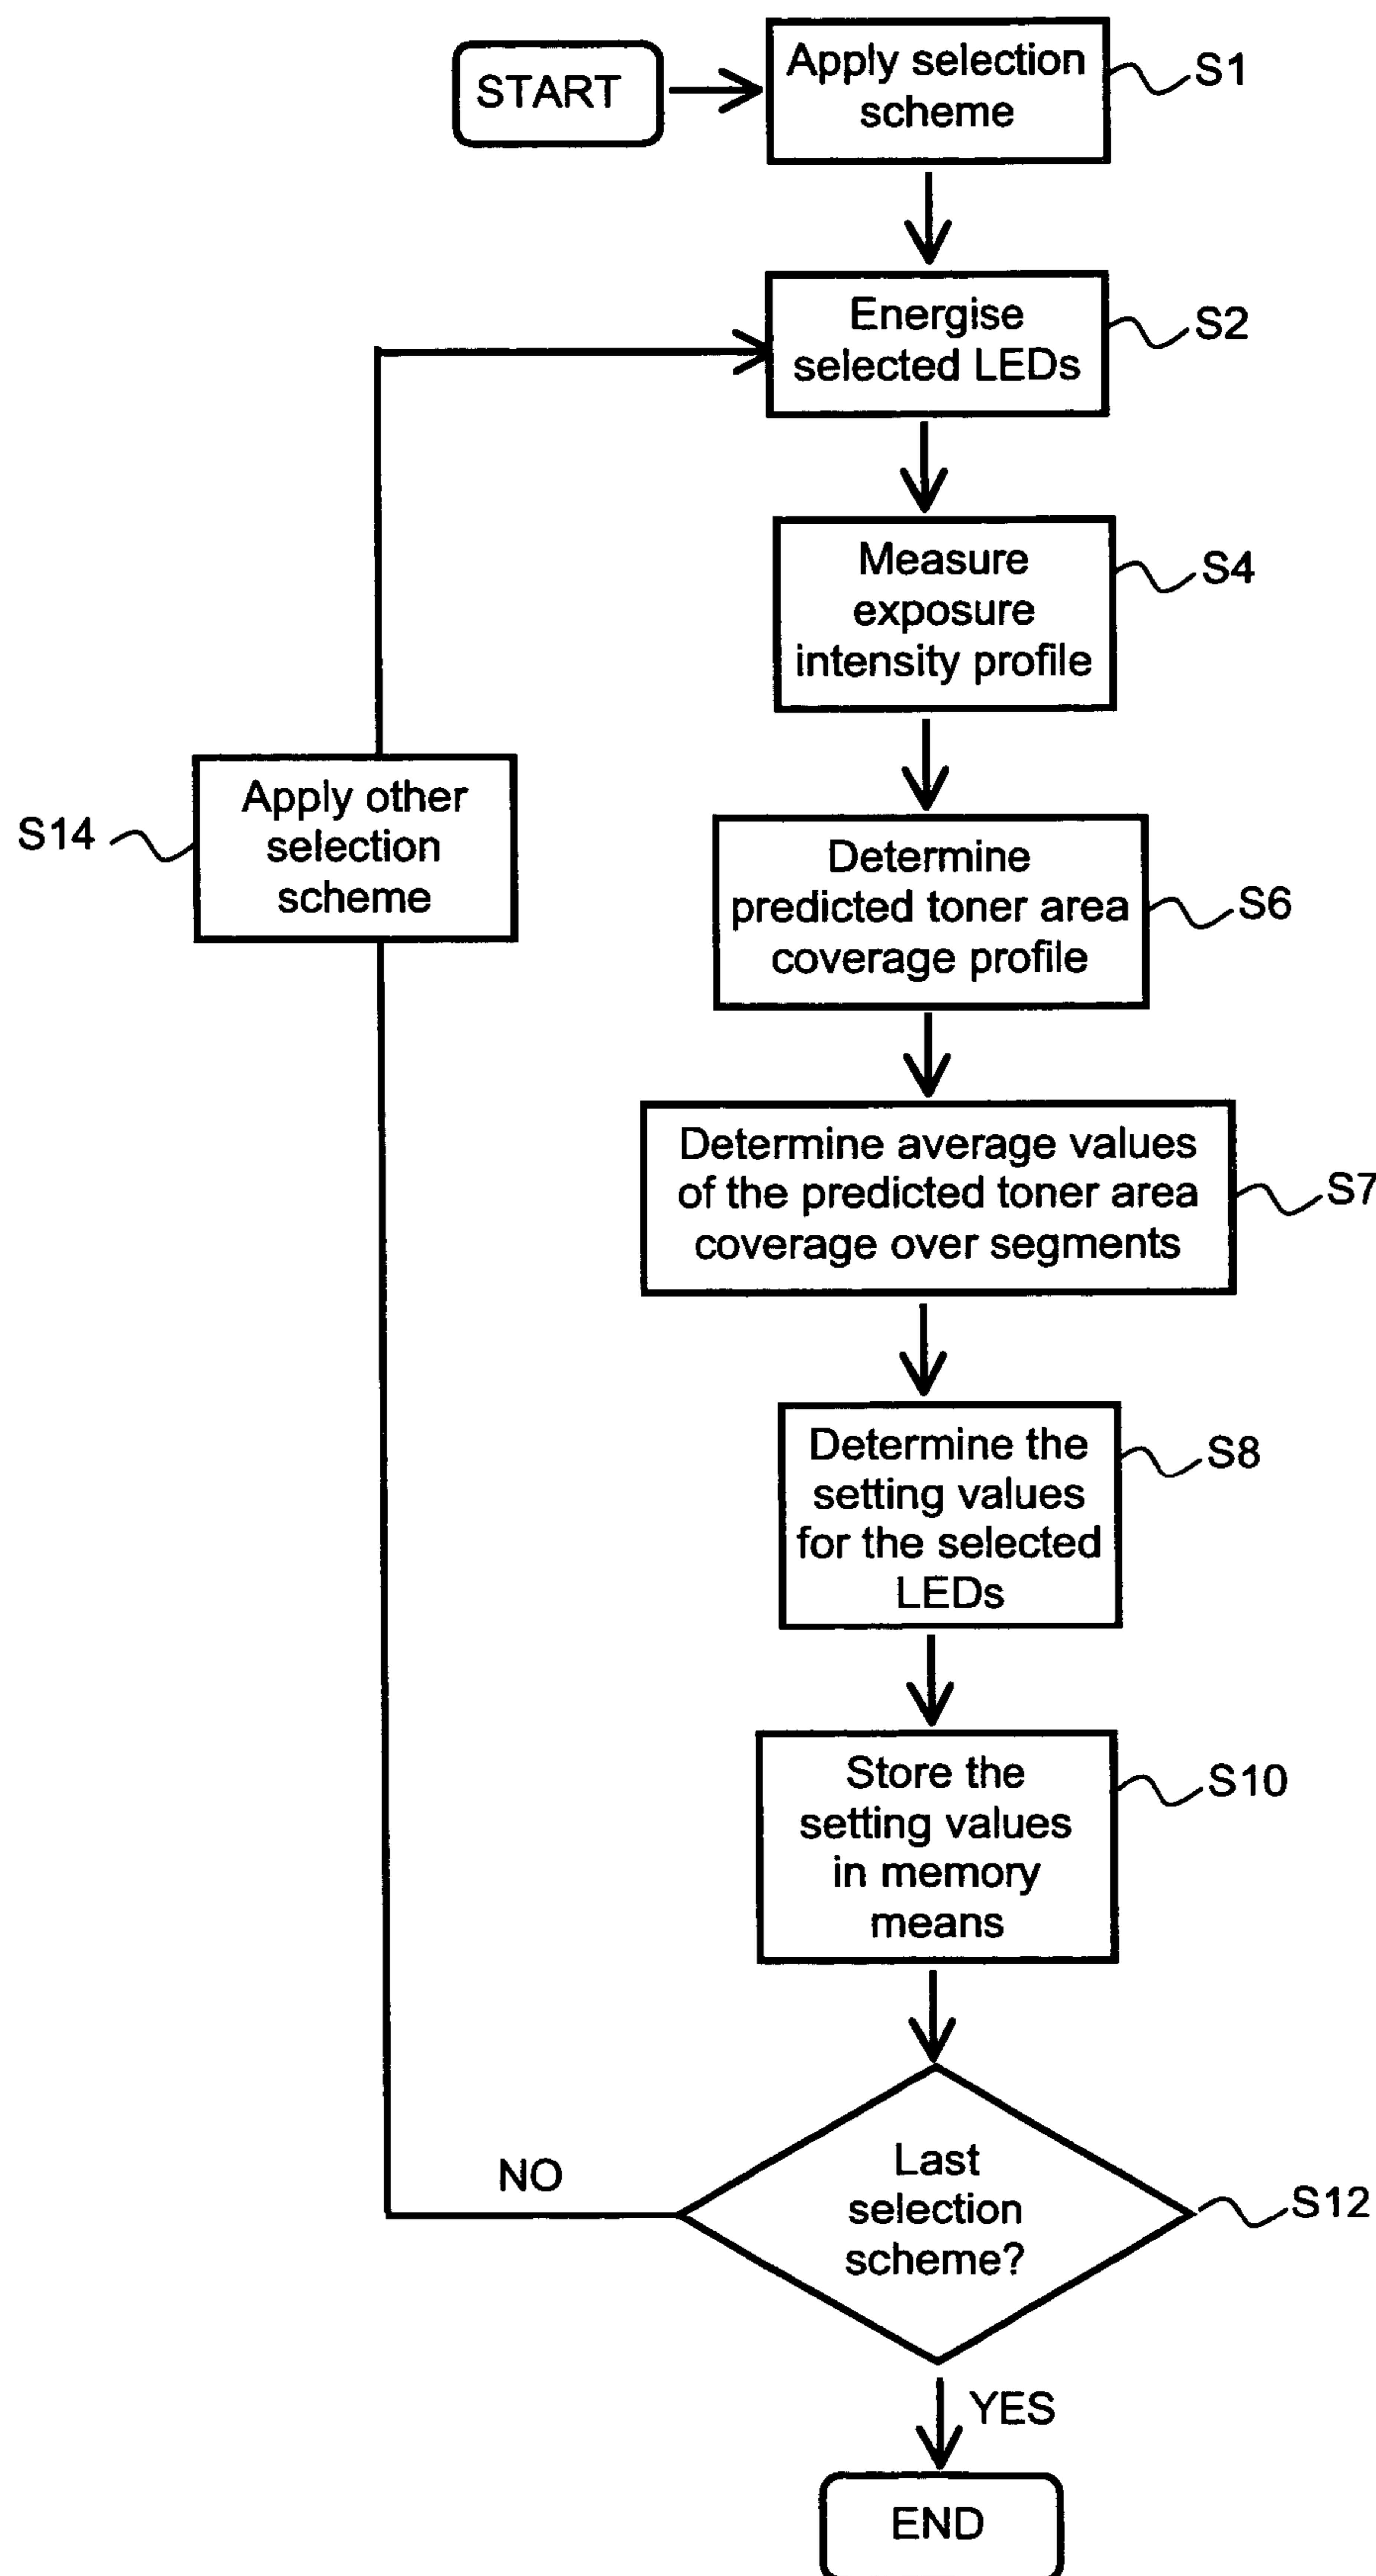 START
Apply selection
scheme
S1
Energise
selected LEDs
S2
Measure
exposure
intensity profile
S4
Apply other
selection
scheme
S14
Determine
predicted toner area
coverage profile
S6
Determine average values
of the predicted toner area
coverage over segments
S7
Determine the
setting values
for the selected
LEDs
S8
Store the
setting values
in memory
means
S10
Last
selection
scheme?
S12
NO
YES
END